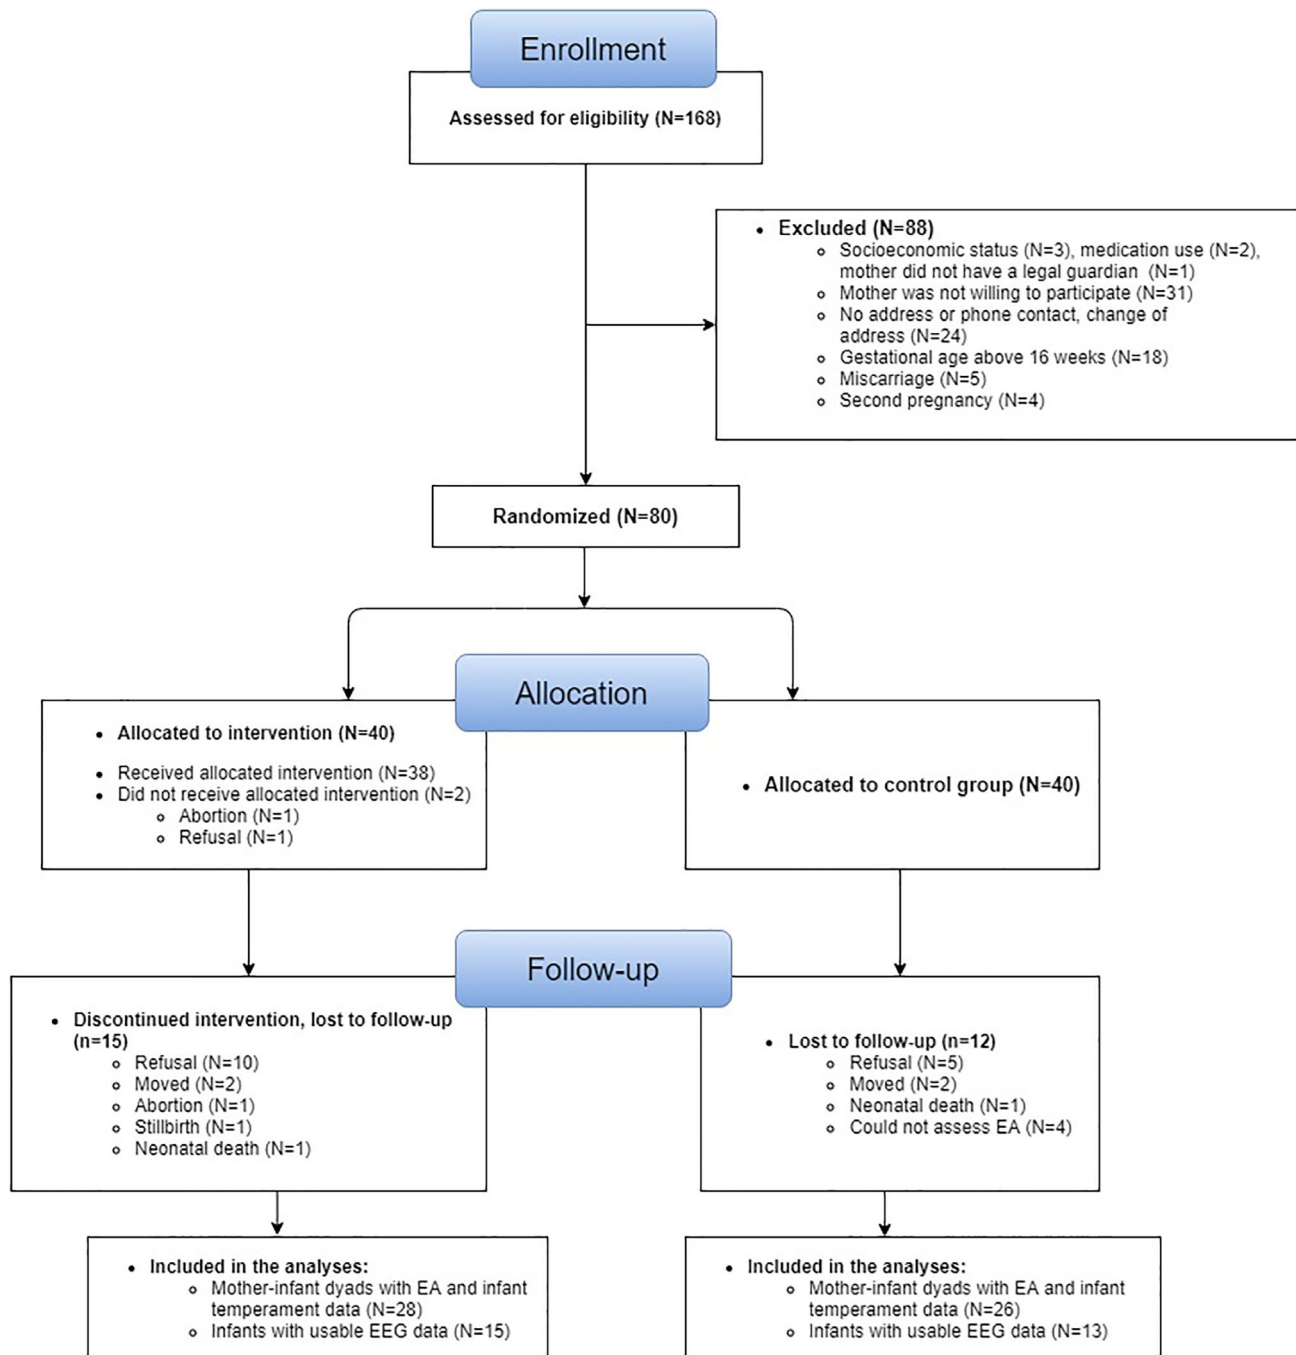 Enrollment
Assessed for eligibility (N=168)
• Excluded (N=88)
∘ Socioeconomic status (N=3), medication use (N=2),
mother did not have a legal guardian (N=1)
∘ Mother was not willing to participate (N=31)
∘ No address or phone contact, change of
address (N=24)
∘ Gestational age above 16 weeks (N=18)
∘ Miscarriage (N=5)
∘ Second pregnancy (N=4)
Randomized (N=80)
Allocation
• Allocated to intervention (N=40)
• Received allocated intervention (N=38)
• Did not receive allocated intervention (N=2)
∘ Abortion (N=1)
∘ Refusal (N=1)
• Allocated to control group (N=40)
Follow-up
• Discontinued intervention, lost to follow-up
(n=15)
∘ Refusal (N=10)
∘ Moved (N=2)
∘ Abortion (N=1)
∘ Stillbirth (N=1)
∘ Neonatal death (N=1)
• Lost to follow-up (n=12)
∘ Refusal (N=5)
∘ Moved (N=2)
∘ Neonatal death (N=1)
∘ Could not assess EA (N=4)
• Included in the analyses:
∘ Mother-infant dyads with EA and infant
temperament data (N=28)
∘ Infants with usable EEG data (N=15)
• Included in the analyses:
∘ Mother-infant dyads with EA and infant
temperament data (N=26)
∘ Infants with usable EEG data (N=13)